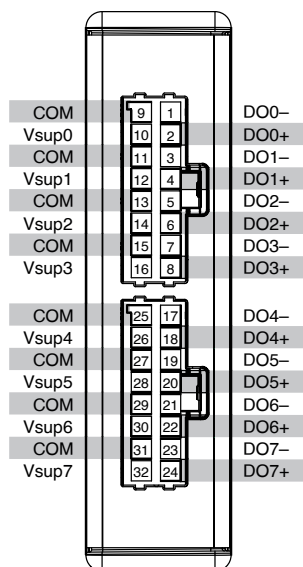 COM 9 1 DO0–
Vsup0 10 2 DO0+
COM 11 3 DO1–
Vsup1 12 4 DO1+
COM 13 5 DO2–
Vsup2 14 6 DO2+
COM 15 7 DO3–
Vsup3 16 8 DO3+
COM 25 17 DO4–
Vsup4 26 18 DO4+
COM 27 19 DO5–
Vsup5 28 20 DO5+
COM 29 21 DO6–
Vsup6 30 22 DO6+
COM 31 23 DO7–
Vsup7 32 24 DO7+